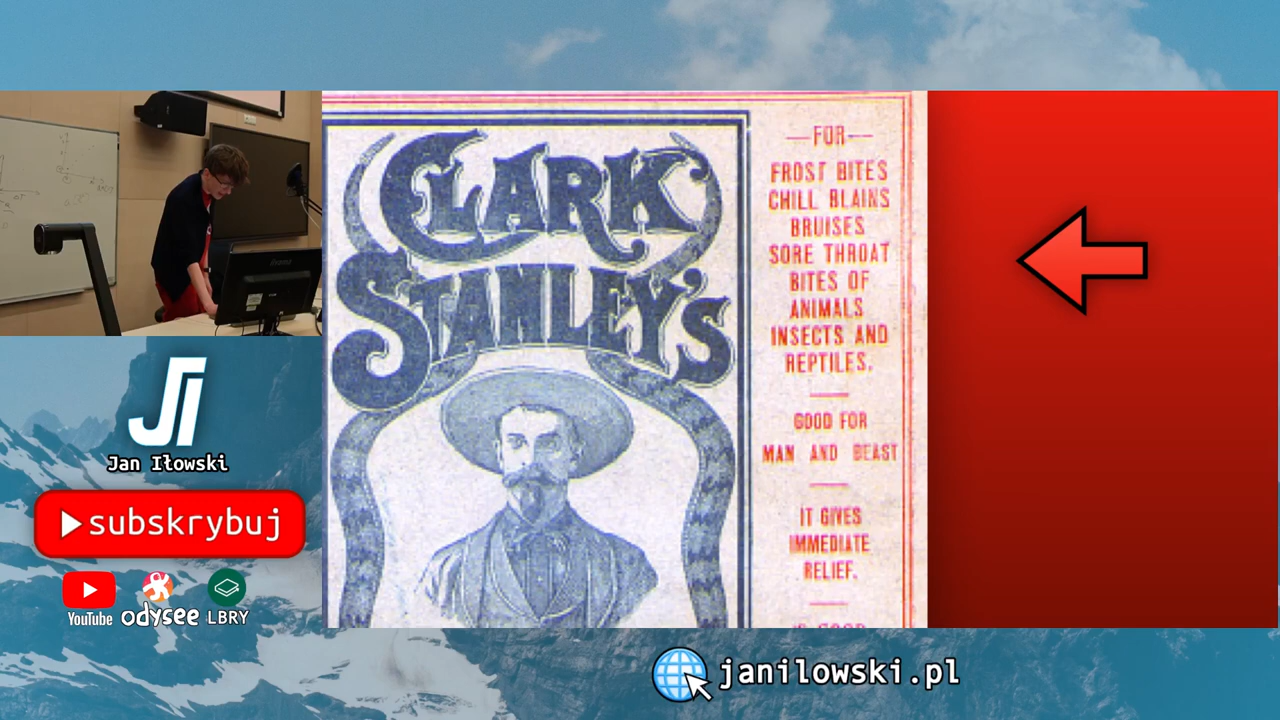 CLARK
STANLEY'S
—FOR—
FROST BITES
CHILL BLAINS
BRUISES
SORE THROAT
BITES OF
ANIMALS
INSECTS AND
REPTILES.
GOOD FOR
MAN AND BEAST
IT GIVES
IMMEDIATE
RELIEF.
JI
Jan Iłowski
subskrybuj
YouTube odysee LBRY
janilowski.pl